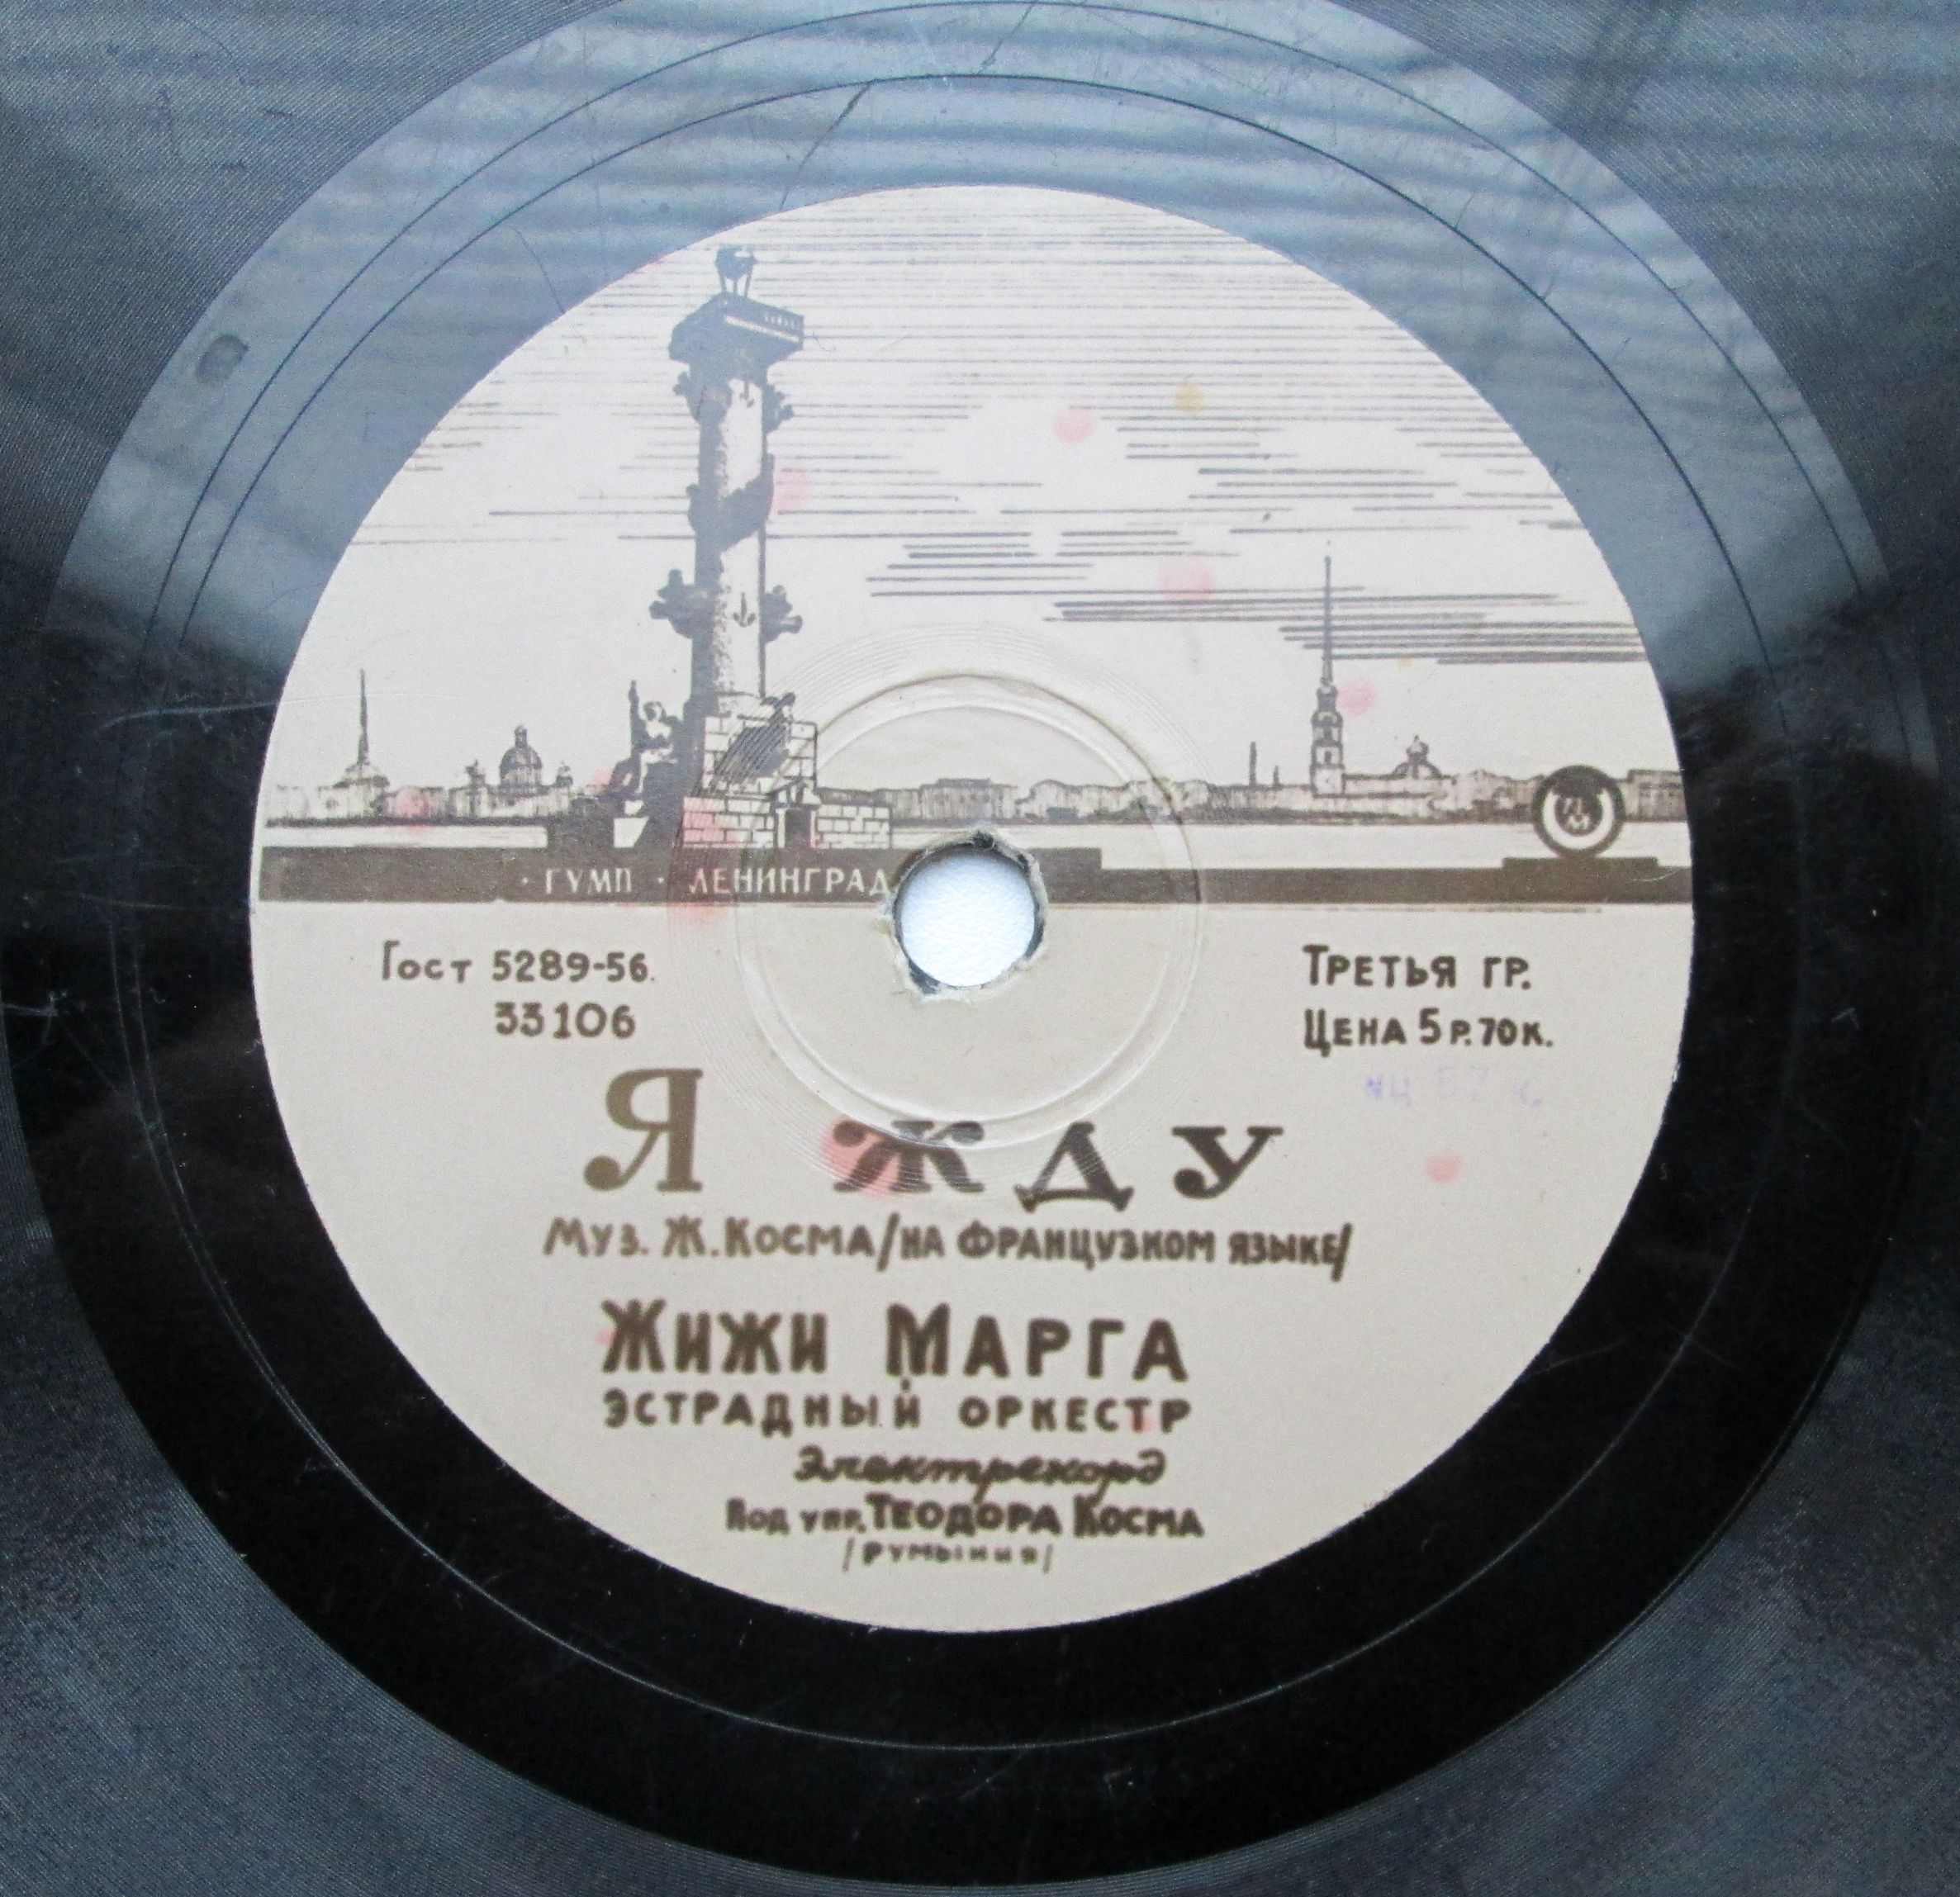 · ГУМП · ЛЕНИНГРАД
Гост 5289-56.
33106
Третья гр.
Цена 5 р. 70 к.
Я ЖДУ
Муз. Ж. Косма /на французском языке/
Жижи Марга
эстрадный оркестр
Электрекорд
Под упр. Теодора Косма
/румыния/